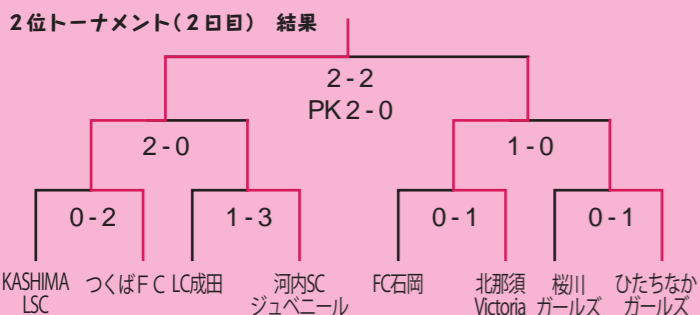 2位トーナメント(2日目) 結果
2-2
PK 2-0
2-0
1-0
0-2
1-3
0-1
0-1
KASHIMA
LSC
つくばＦＣ
LC成田
河内SC
ジュベニール
FC石岡
北那須
Victoria
桜川
ガールズ
ひたちなか
ガールズ